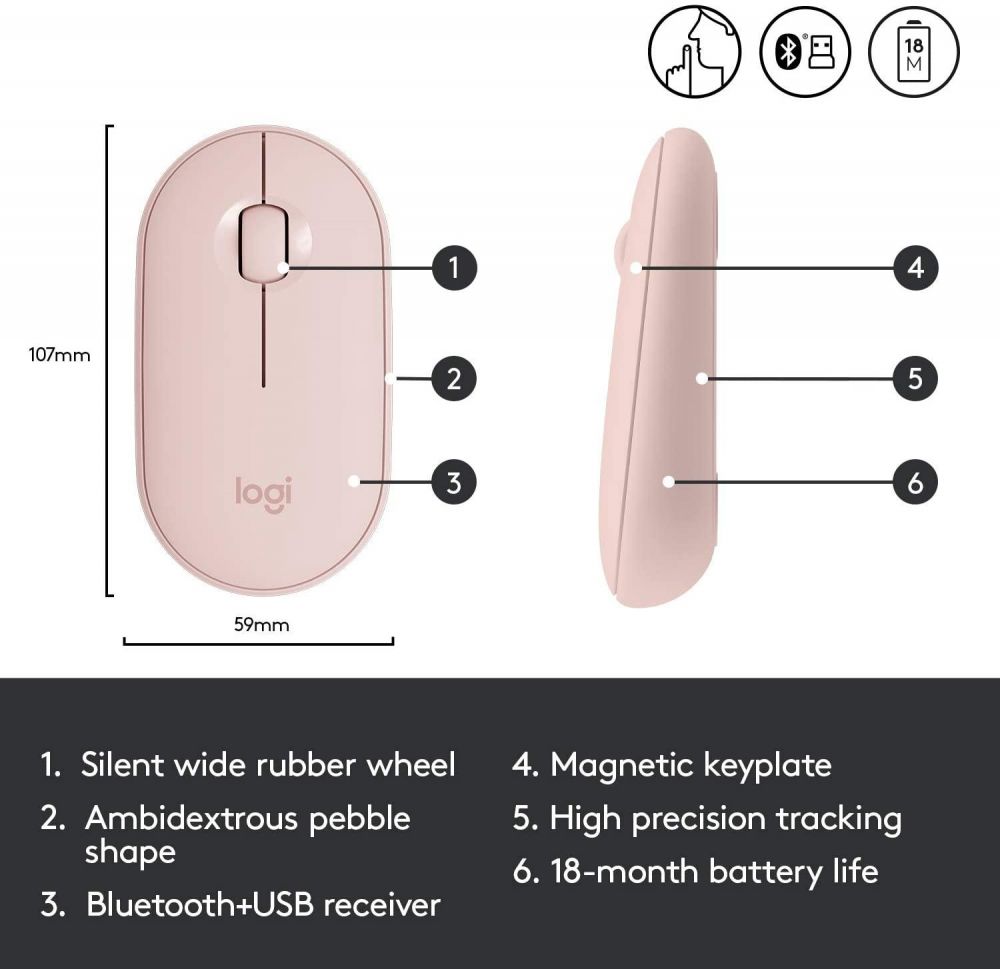 18
M
1
4
107mm
2
5
logi
3
6
59mm
1. Silent wide rubber wheel
2. Ambidextrous pebble
shape
3. Bluetooth+USB receiver
4. Magnetic keyplate
5. High precision tracking
6. 18-month battery life